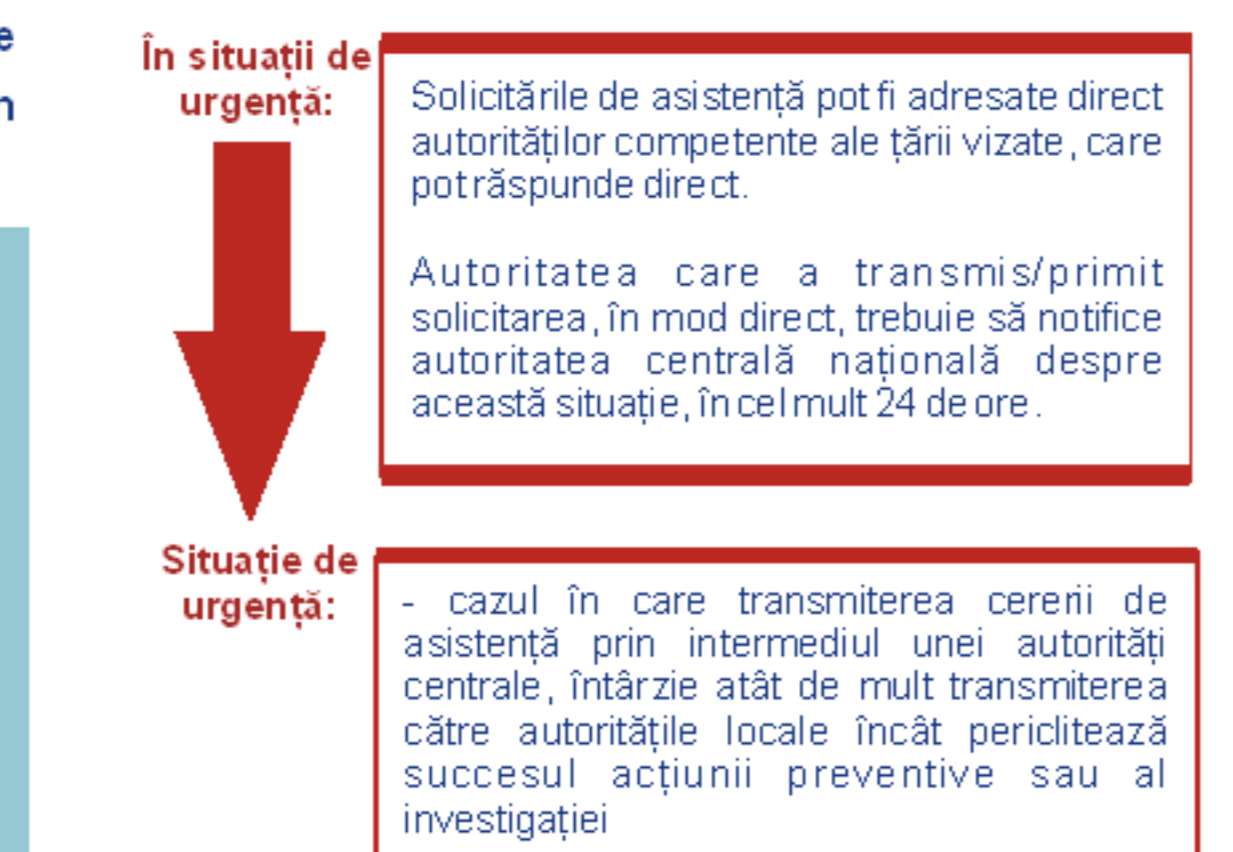 e
n
În situații de
urgență:
Solicitările de asistență pot fi adresate direct
autorităților competente ale țării vizate, care
pot răspunde direct.
Autoritatea care a transmis/primit
solicitarea, în mod direct, trebuie să notifice
autoritatea centrală națională despre
această situație, în cel mult 24 de ore.
Situație de
urgență:
- cazul în care transmiterea cererii de
asistență prin intermediul unei autorități
centrale, întârzie atât de mult transmiterea
către autoritățile locale încât periclitează
succesul acțiunii preventive sau al
investigației